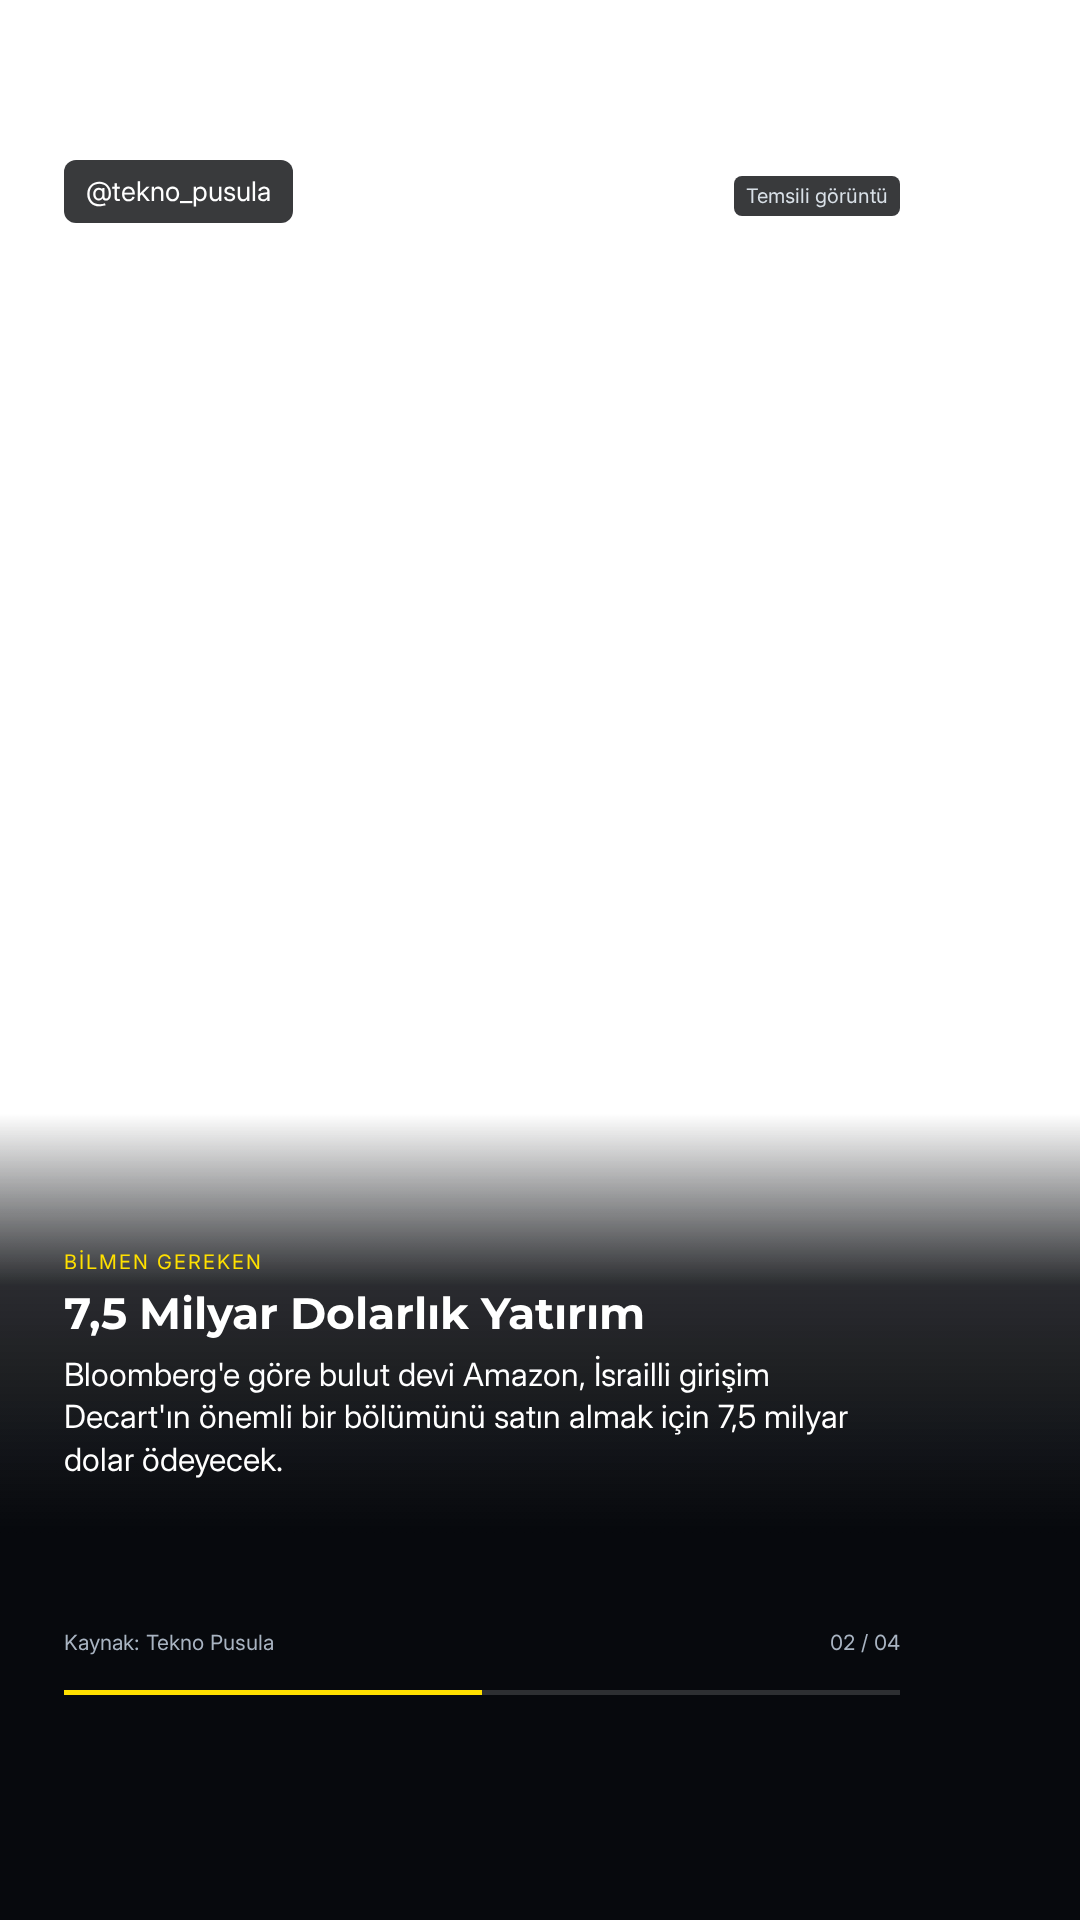 @tekno_pusula
Temsili görüntü
BİLMEN GEREKEN
7,5 Milyar Dolarlık Yatırım
Bloomberg'e göre bulut devi Amazon, İsrailli girişim
Decart'ın önemli bir bölümünü satın almak için 7,5 milyar
dolar ödeyecek.
Kaynak: Tekno Pusula
02 / 04